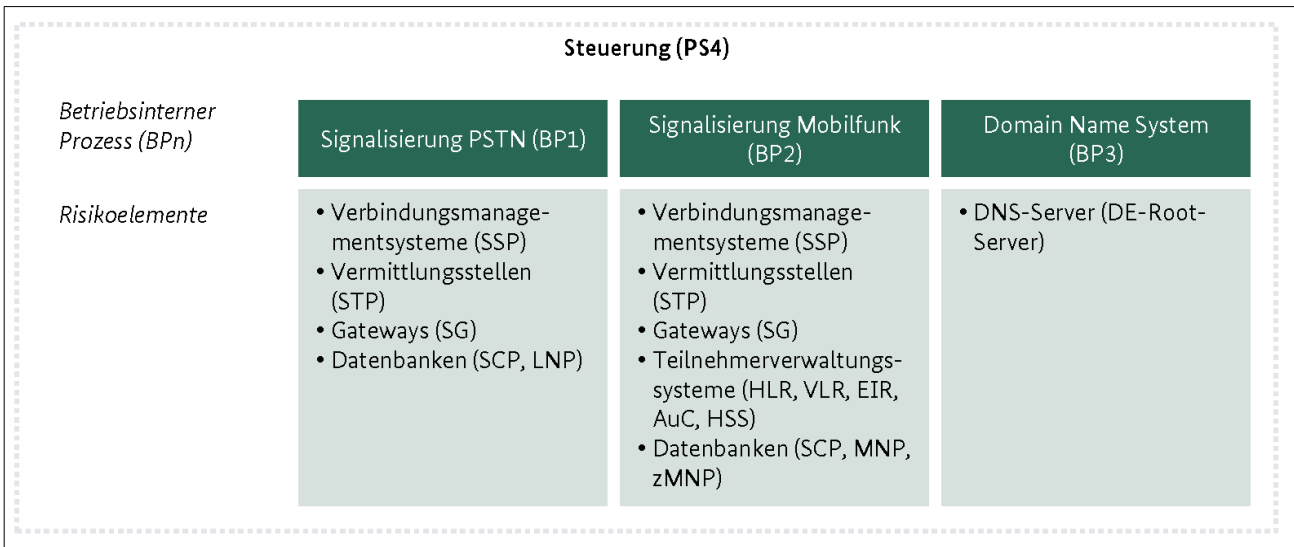 Steuerung (PS4)
Betriebsinterner
Prozess (BPn)
Signalisierung PSTN (BP1)
Signalisierung Mobilfunk
(BP2)
Domain Name System
(BP3)
Risikoelemente
• Verbindungsmanage-
mentsysteme (SSP)
• Vermittlungsstellen
(STP)
• Gateways (SG)
• Datenbanken (SCP, LNP)
• Verbindungsmanage-
mentsysteme (SSP)
• Vermittlungsstellen
(STP)
• Gateways (SG)
• Teilnehmerverwaltungs-
systeme (HLR, VLR, EIR,
AuC, HSS)
• Datenbanken (SCP, MNP,
zMNP)
• DNS-Server (DE-Root-
Server)